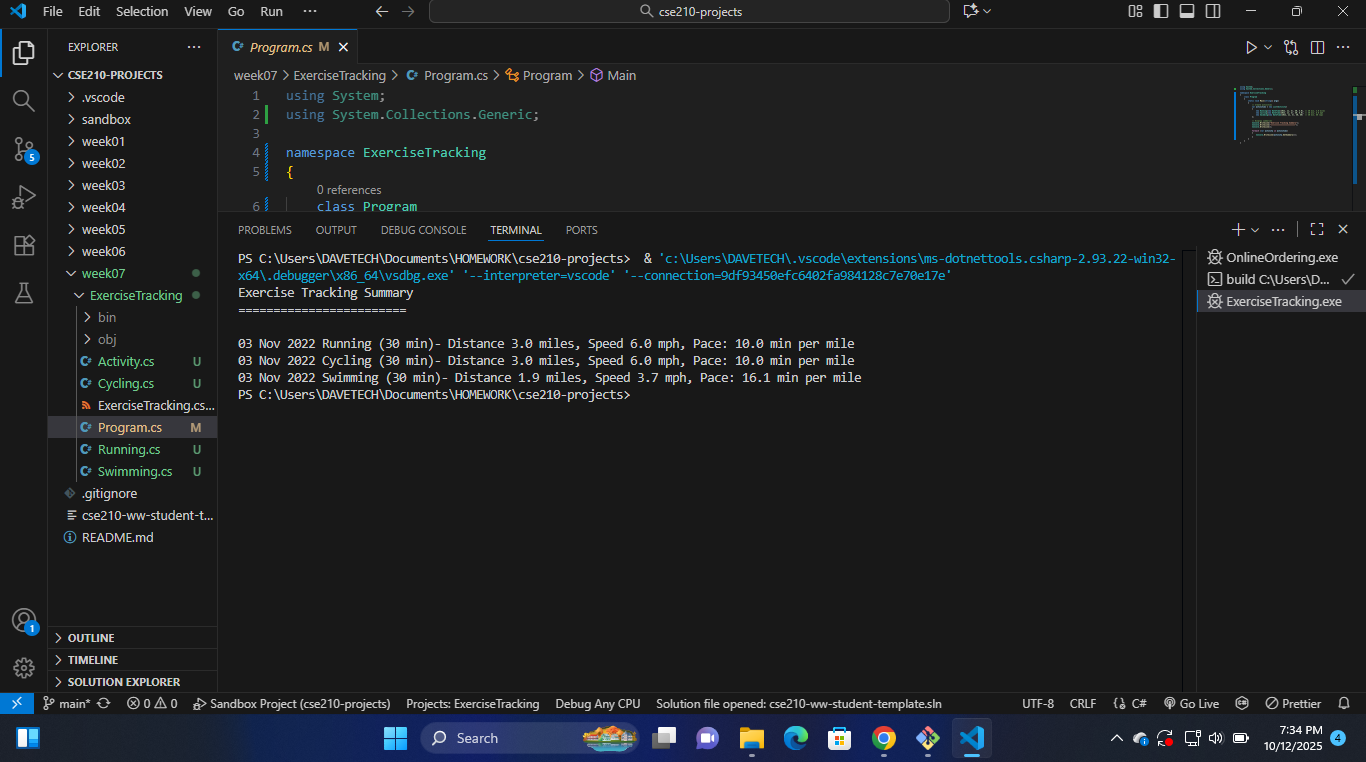 File Edit Selection View Go Run ··· cse210-projects
EXPLORER ···
CSE210-PROJECTS
.vscode
sandbox
week01
week02
week03
week04
week05
week06
week07
ExerciseTracking
bin
obj
Activity.cs U
Cycling.cs U
ExerciseTracking.cs...
Program.cs M
Running.cs U
Swimming.cs U
.gitignore
cse210-ww-student-t...
README.md
OUTLINE
TIMELINE
SOLUTION EXPLORER
5
1
Program.cs M
week07 > ExerciseTracking > Program.cs > Program > Main
1 using System;
2 using System.Collections.Generic;
3
4 namespace ExerciseTracking
5 {
0 references
6 class Program
PROBLEMS OUTPUT DEBUG CONSOLE TERMINAL PORTS
PS C:\Users\DAVETECH\Documents\HOMEWORK\cse210-projects> & 'c:\Users\DAVETECH\.vscode\extensions\ms-dotnettools.csharp-2.93.22-win32-
x64\.debugger\x86_64\vsdbg.exe' '--interpreter=vscode' '--connection=9df93450efc6402fa984128c7e70e17e'
Exercise Tracking Summary
========================
03 Nov 2022 Running (30 min)- Distance 3.0 miles, Speed 6.0 mph, Pace: 10.0 min per mile
03 Nov 2022 Cycling (30 min)- Distance 3.0 miles, Speed 6.0 mph, Pace: 10.0 min per mile
03 Nov 2022 Swimming (30 min)- Distance 1.9 miles, Speed 3.7 mph, Pace: 16.1 min per mile
PS C:\Users\DAVETECH\Documents\HOMEWORK\cse210-projects>
OnlineOrdering.exe
build C:\Users\D...
ExerciseTracking.exe
main* 0 0 Sandbox Project (cse210-projects) Projects: ExerciseTracking Debug Any CPU Solution file opened: cse210-ww-student-template.sln UTF-8 CRLF C# Go Live Prettier
Search
7:34 PM
10/12/2025
4